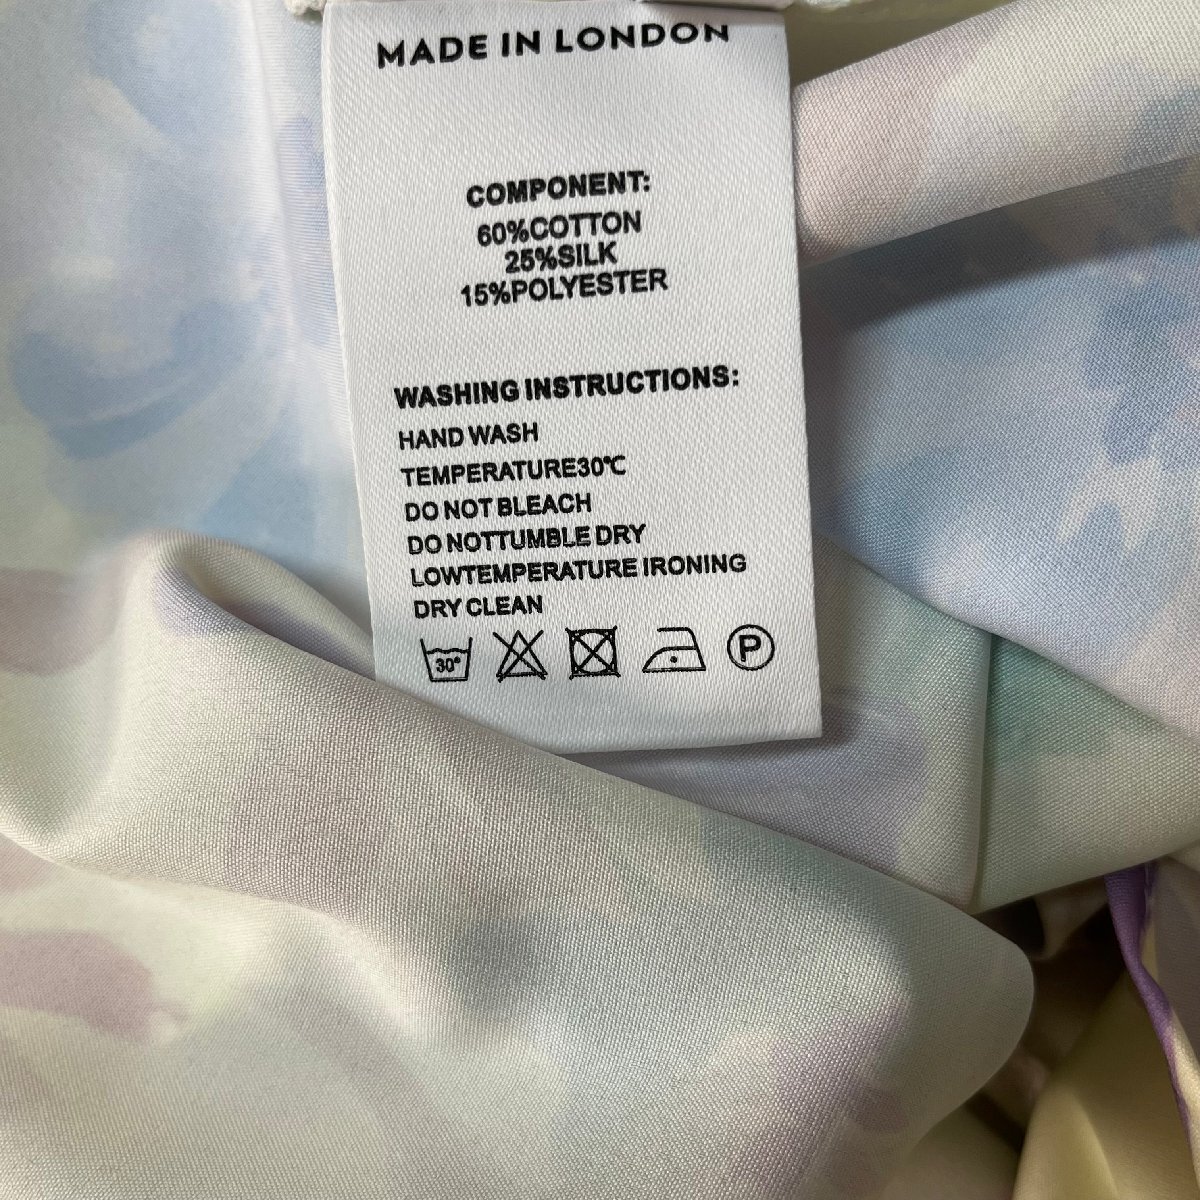 MADE IN LONDON
COMPONENT:
60%COTTON
25%SILK
15%POLYESTER
WASHING INSTRUCTIONS:
HAND WASH
TEMPERATURE30℃
DO NOT BLEACH
DO NOTTUMBLE DRY
LOWTEMPERATURE IRONING
DRY CLEAN
30° P